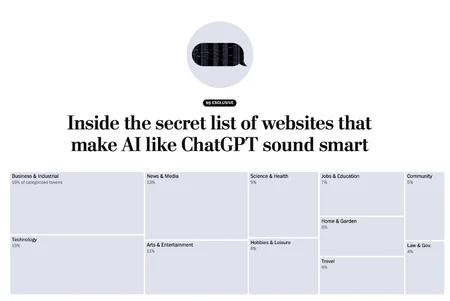 EXCLUSIVE
Inside the secret list of websites that
make AI like ChatGPT sound smart
Business & Industrial
16% of categorized tokens
Technology
15%
News & Media
13%
Arts & Entertainment
11%
Science & Health
9%
Hobbies & Leisure
8%
Jobs & Education
7%
Home & Garden
6%
Travel
Community
5%
Law & Gov.
4%